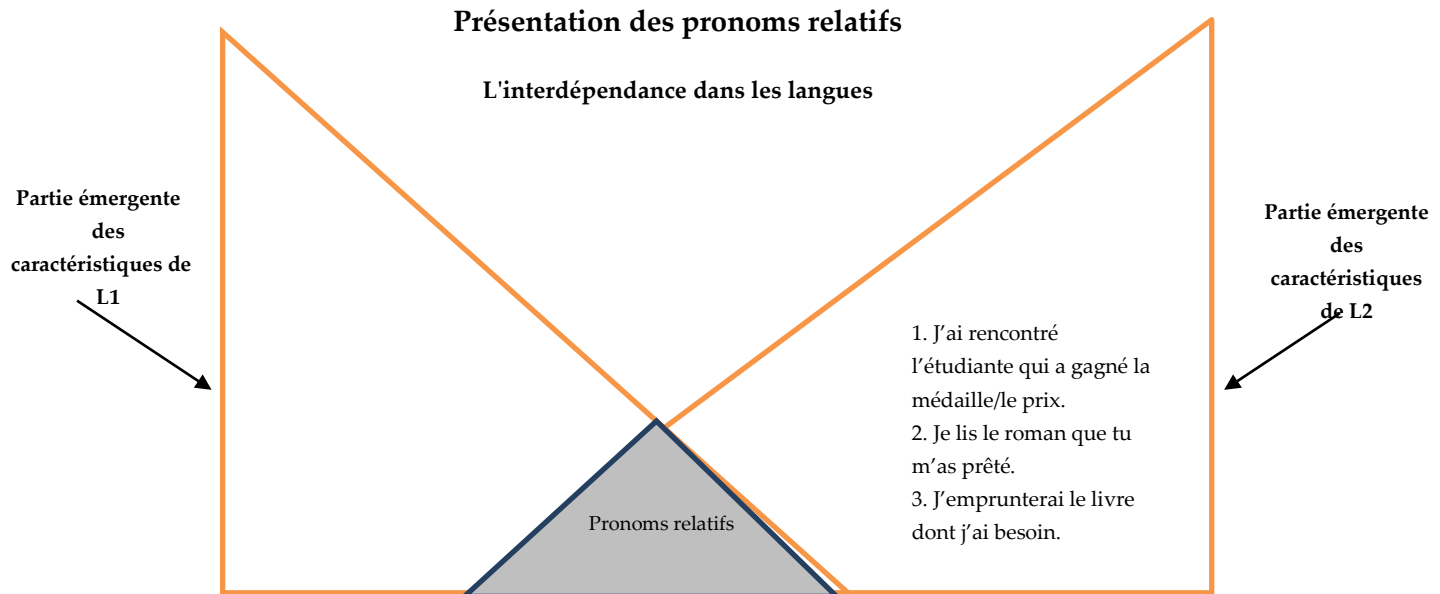 Présentation des pronoms relatifs
L'interdépendance dans les langues
Partie émergente
des
caractéristiques de
L1
Partie émergente
des
caractéristiques
de L2
1. J’ai rencontré
l’étudiante qui a gagné la
médaille/le prix.
2. Je lis le roman que tu
m’as prêté.
3. J’emprunterai le livre
dont j’ai besoin.
Pronoms relatifs